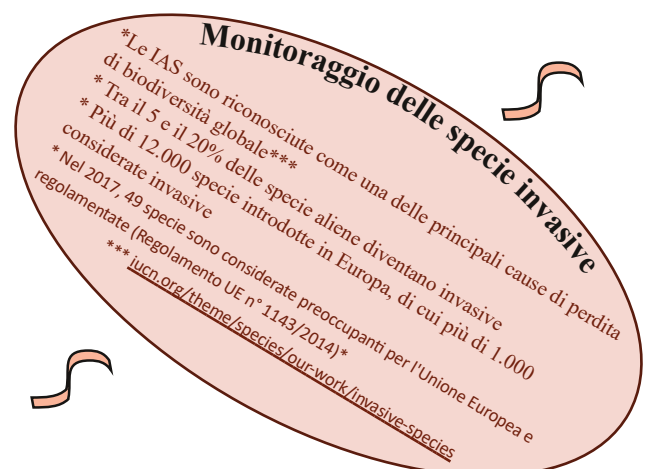 Monitoraggio delle specie invasive
*Le IAS sono riconosciute come una delle principali cause di perdita
di biodiversità globale***
* Tra il 5 e il 20% delle specie aliene diventano invasive
* Più di 12.000 specie introdotte in Europa, di cui più di 1.000
considerate invasive
* Nel 2017, 49 specie sono considerate preoccupanti per l'Unione Europea e
regolamentate (Regolamento UE n° 1143/2014)*
*** iucn.org/theme/species/our-work/invasive-species